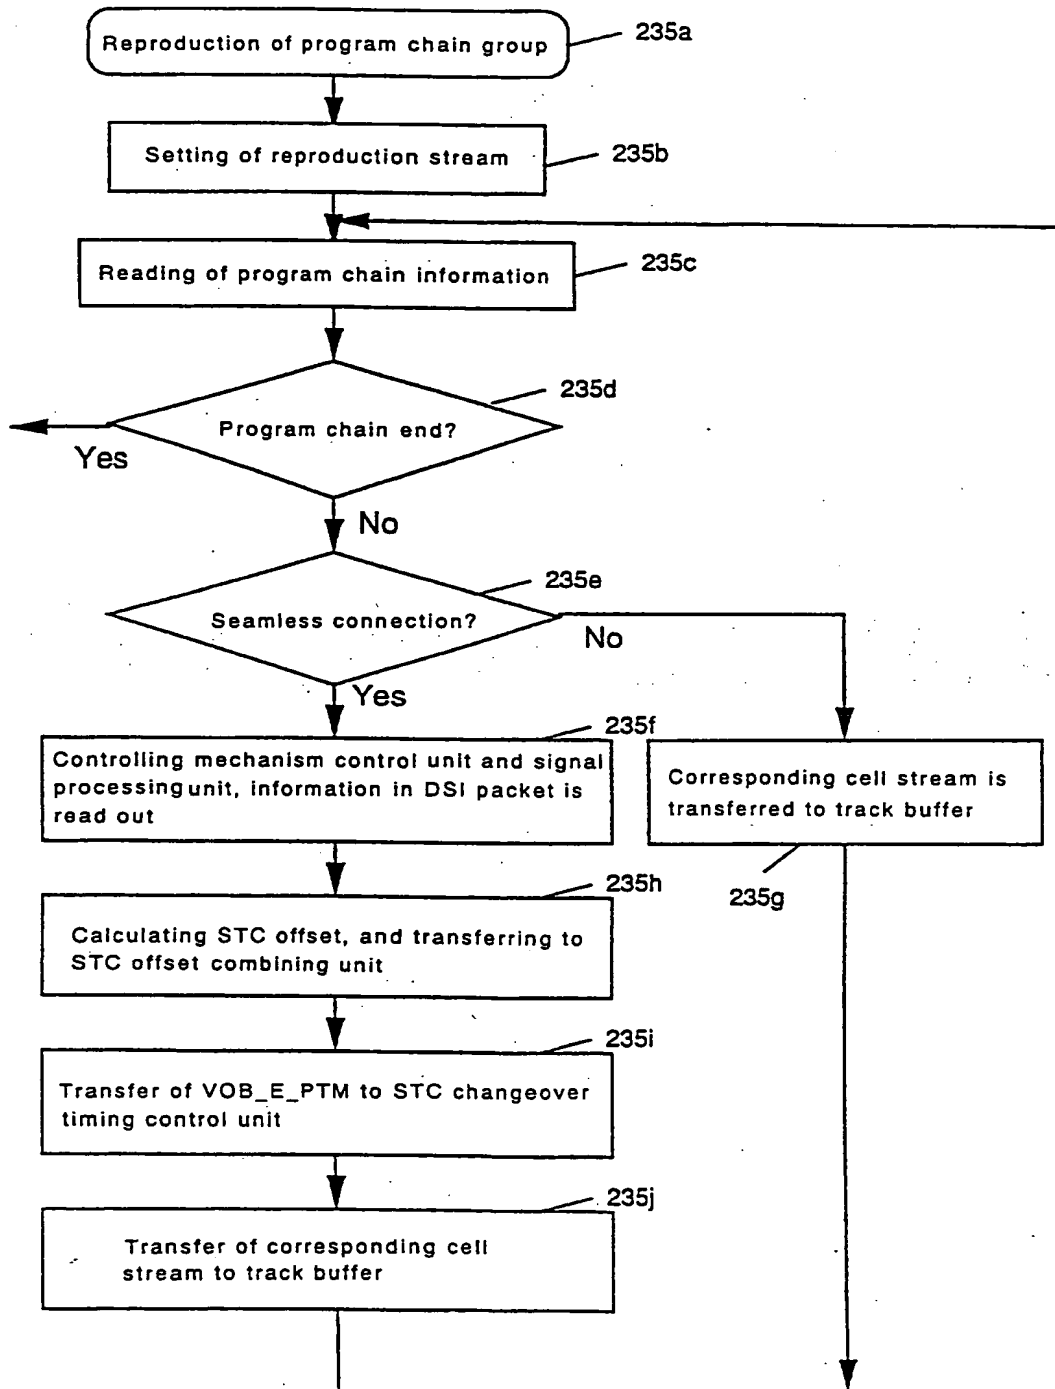 Reproduction of program chain group
235a
Setting of reproduction stream
235b
Reading of program chain information
235c
235d
Program chain end?
Yes
No
235e
Seamless connection?
No
Yes
235f
Controlling mechanism control unit and signal
processing unit, information in DSI packet is
read out
Corresponding cell stream is
transferred to track buffer
235g
235h
Calculating STC offset, and transferring to
STC offset combining unit
235i
Transfer of VOB_E_PTM to STC changeover
timing control unit
235j
Transfer of corresponding cell
stream to track buffer